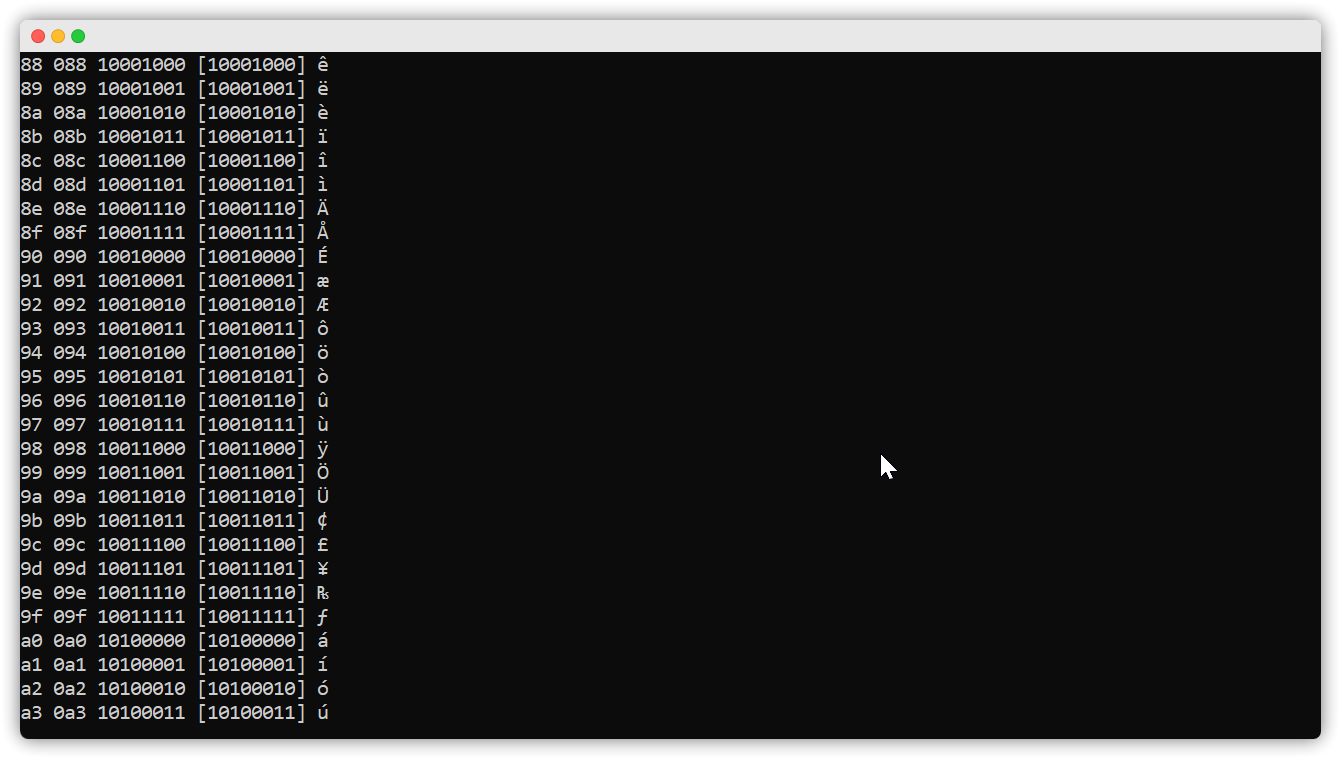 88 088 10001000 [10001000] ê
89 089 10001001 [10001001] ë
8a 08a 10001010 [10001010] è
8b 08b 10001011 [10001011] ï
8c 08c 10001100 [10001100] î
8d 08d 10001101 [10001101] ì
8e 08e 10001110 [10001110] Ä
8f 08f 10001111 [10001111] Å
90 090 10010000 [10010000] É
91 091 10010001 [10010001] æ
92 092 10010010 [10010010] Æ
93 093 10010011 [10010011] ô
94 094 10010100 [10010100] ö
95 095 10010101 [10010101] ò
96 096 10010110 [10010110] û
97 097 10010111 [10010111] ù
98 098 10011000 [10011000] ÿ
99 099 10011001 [10011001] Ö
9a 09a 10011010 [10011010] Ü
9b 09b 10011011 [10011011] ¢
9c 09c 10011100 [10011100] £
9d 09d 10011101 [10011101] ¥
9e 09e 10011110 [10011110] ₧
9f 09f 10011111 [10011111] ƒ
a0 0a0 10100000 [10100000] á
a1 0a1 10100001 [10100001] í
a2 0a2 10100010 [10100010] ó
a3 0a3 10100011 [10100011] ú